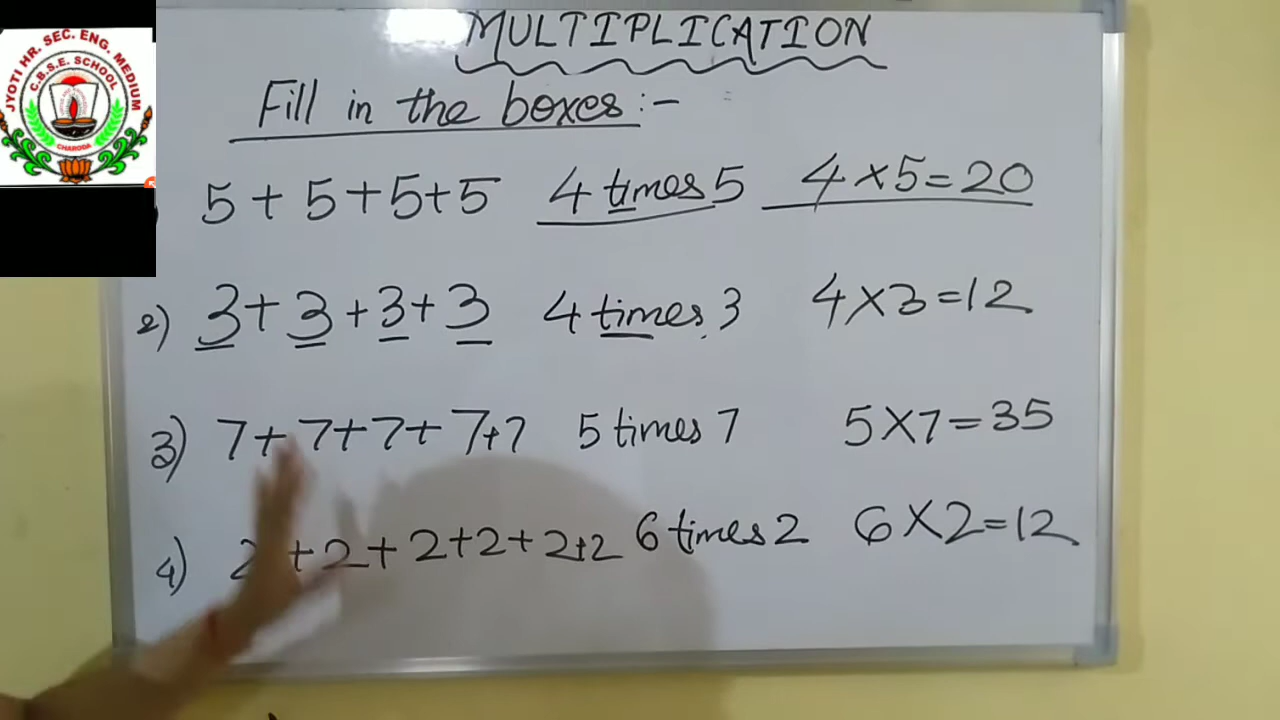 JYOTI HR. SEC. ENG. MEDIUM
C.B.S.E. SCHOOL
CHARODA
MULTIPLICATION
Fill in the boxes:-
) 5+5+5+5 4 times 5 4×5=20
2) 3+3+3+3 4 times 3 4×3=12
3) 7+7+7+7+7 5 times 7 5×7=35
4) 2+2+2+2+2+2 6 times 2 6×2=12